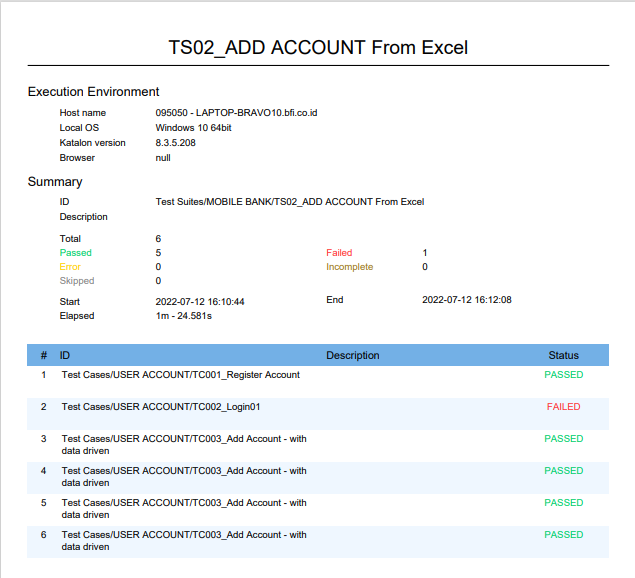 TS02_ADD ACCOUNT From Excel
Execution Environment
Host name 095050 - LAPTOP-BRAVO10.bfi.co.id
Local OS Windows 10 64bit
Katalon version 8.3.5.208
Browser null
Summary
ID Test Suites/MOBILE BANK/TS02_ADD ACCOUNT From Excel
Description
Total 6
Passed 5 Failed 1
Error 0 Incomplete 0
Skipped 0
Start 2022-07-12 16:10:44 End 2022-07-12 16:12:08
Elapsed 1m - 24.581s
# ID Description Status
1 Test Cases/USER ACCOUNT/TC001_Register Account PASSED
2 Test Cases/USER ACCOUNT/TC002_Login01 FAILED
3 Test Cases/USER ACCOUNT/TC003_Add Account - with PASSED
data driven
4 Test Cases/USER ACCOUNT/TC003_Add Account - with PASSED
data driven
5 Test Cases/USER ACCOUNT/TC003_Add Account - with PASSED
data driven
6 Test Cases/USER ACCOUNT/TC003_Add Account - with PASSED
data driven